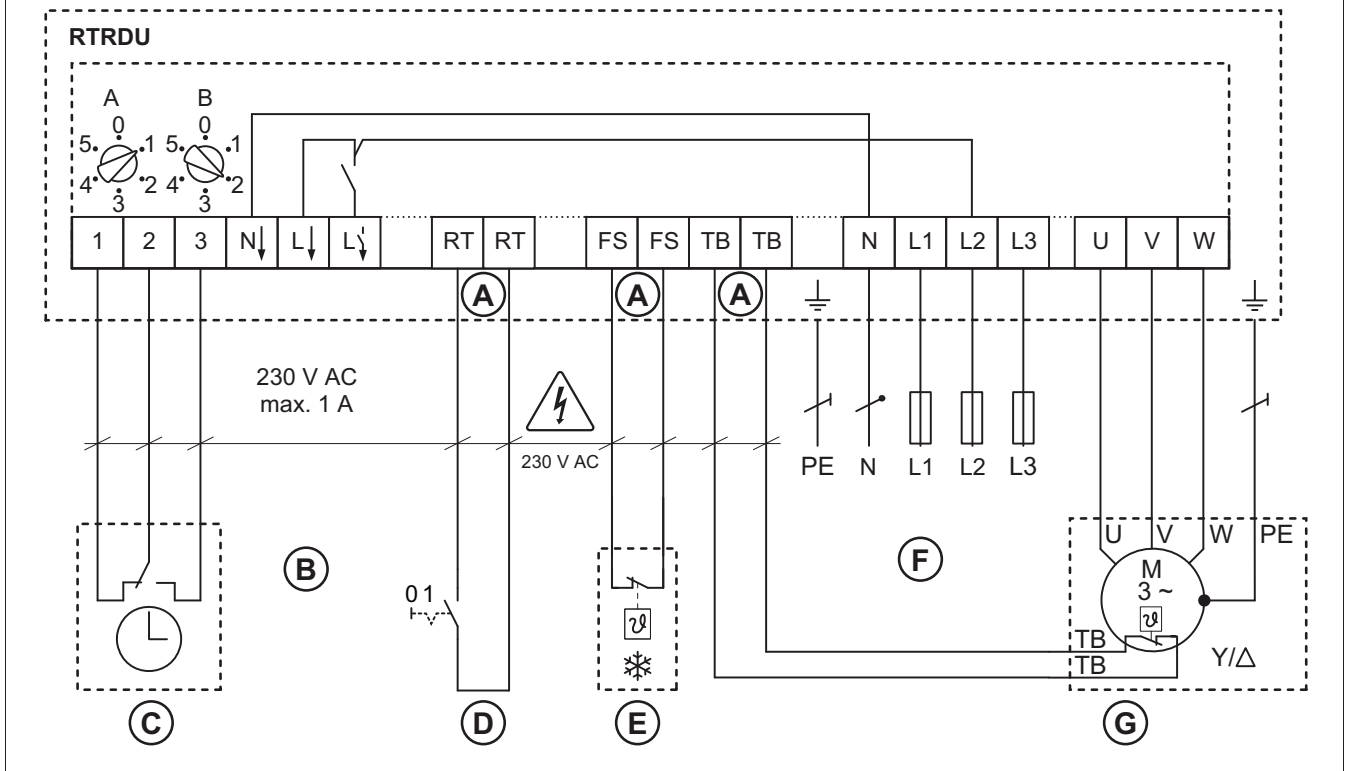 RTRDU
A B
0 0
5 1 5 1
4 2 4 2
3 3
1 2 3 N L L RT RT FS FS TB TB N L1 L2 L3 U V W
A A A
230 V AC
max. 1 A
230 V AC
PE N L1 L2 L3
U V W PE
B
F
M
3 ~
0 1
ϑ
ϑ
TB
TB
Y/△
C D E G